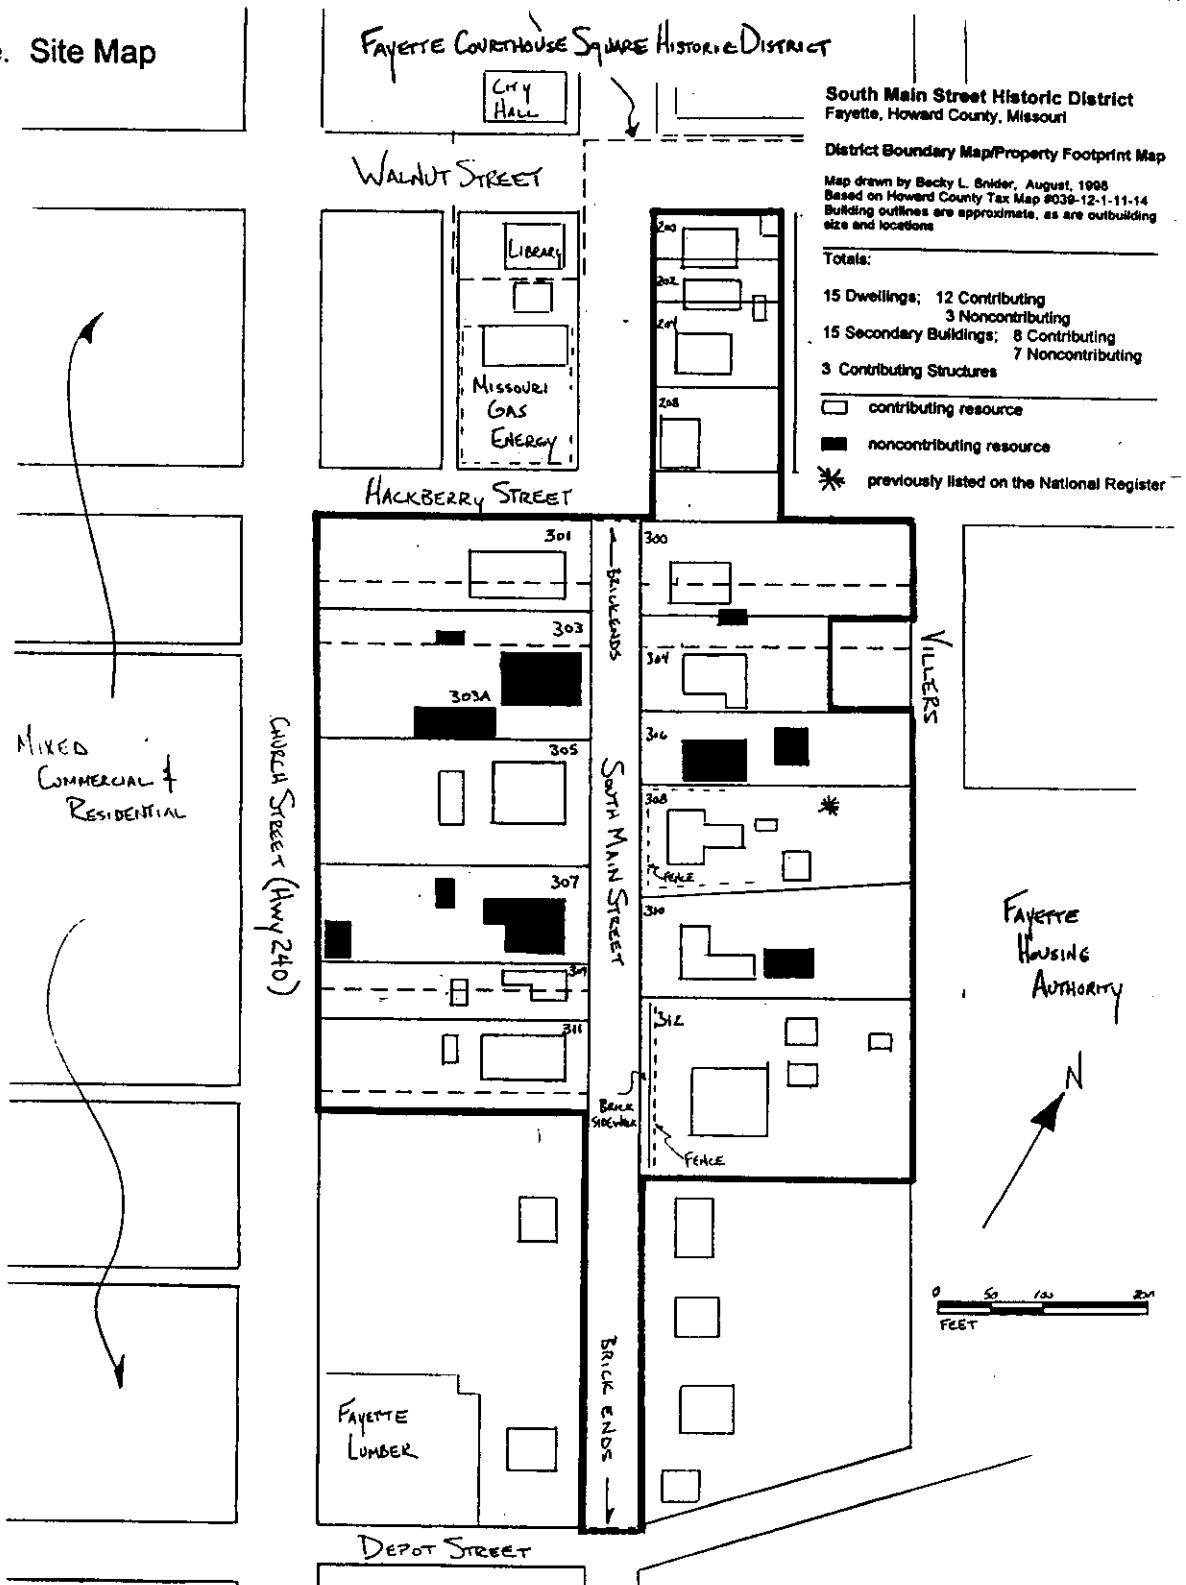 e. Site Map
FAYETTE COURTHOUSE SQUARE HISTORIC DISTRICT
CITY
HALL
South Main Street Historic District
Fayette, Howard County, Missouri
District Boundary Map/Property Footprint Map
Map drawn by Becky L. Snider, August, 1998
Based on Howard County Tax Map #039-12-1-11-14
Building outlines are approximate, as are outbuilding
size and locations
Totals:
15 Dwellings; 12 Contributing
3 Noncontributing
15 Secondary Buildings; 8 Contributing
7 Noncontributing
3 Contributing Structures
contributing resource
noncontributing resource
previously listed on the National Register
WALNUT STREET
LIBRARY
200
202
204
208
MISSOURI
GAS
ENERGY
HACKBERRY STREET
301
300
BRICK ENDS
303
304
303A
VILLERS
MIXED
COMMERCIAL &
RESIDENTIAL
CHURCH STREET (HWY 240)
SOUTH MAIN STREET
305
306
308
FENCE
307
310
309
311
312
FAYETTE
HOUSING
AUTHORITY
BRICK
SIDEWALK
FENCE
N
0 50 100 200
FEET
BRICK ENDS
FAYETTE
LUMBER
DEPOT STREET